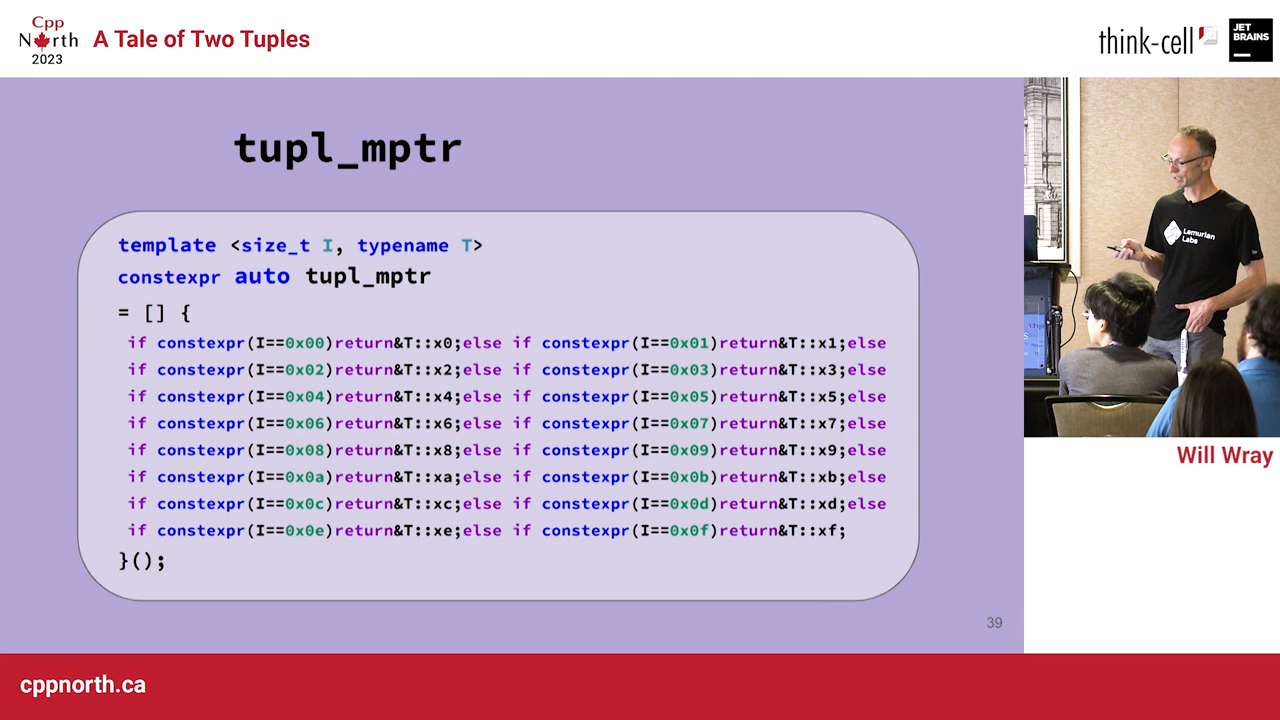 Cpp
North
2023
A Tale of Two Tuples
think-cell
JET
BRAINS
tupl_mptr
template <size_t I, typename T>
constexpr auto tupl_mptr
= [] {
if constexpr(I==0x00)return&T::x0;else if constexpr(I==0x01)return&T::x1;else
if constexpr(I==0x02)return&T::x2;else if constexpr(I==0x03)return&T::x3;else
if constexpr(I==0x04)return&T::x4;else if constexpr(I==0x05)return&T::x5;else
if constexpr(I==0x06)return&T::x6;else if constexpr(I==0x07)return&T::x7;else
if constexpr(I==0x08)return&T::x8;else if constexpr(I==0x09)return&T::x9;else
if constexpr(I==0x0a)return&T::xa;else if constexpr(I==0x0b)return&T::xb;else
if constexpr(I==0x0c)return&T::xc;else if constexpr(I==0x0d)return&T::xd;else
if constexpr(I==0x0e)return&T::xe;else if constexpr(I==0x0f)return&T::xf;
}();
39
Lemurian
Labs
Will Wray
cppnorth.ca